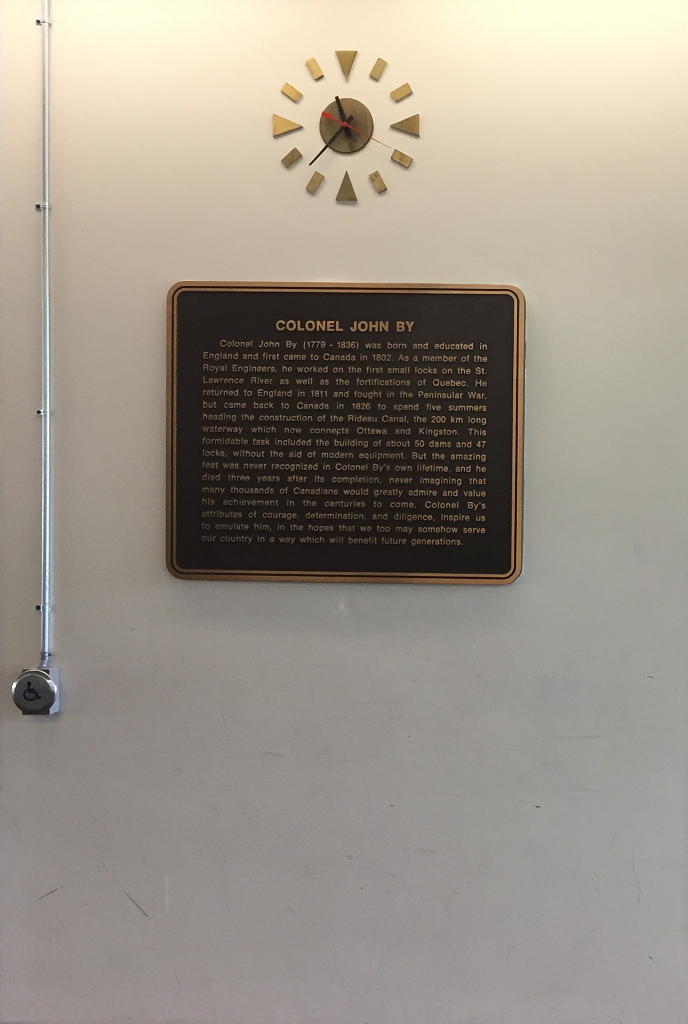 COLONEL JOHN BY
Colonel John By (1779 - 1836) was born and educated in
England and first came to Canada in 1802. As a member of the
Royal Engineers, he worked on the first small locks on the St.
Lawrence River as well as the fortifications of Quebec. He
returned to England in 1811 and fought in the Peninsular War,
but came back to Canada in 1826 to spend five summers
heading the construction of the Rideau Canal, the 200 km long
waterway which now connects Ottawa and Kingston. This
formidable task included the building of about 50 dams and 47
locks, without the aid of modern equipment. But the amazing
feat was never recognized in Colonel By's own lifetime, and he
died three years after its completion, never imagining that
many thousands of Canadians would greatly admire and value
his achievement in the centuries to come. Colonel By's
attributes of courage, determination, and diligence, inspire us
to emulate him, in the hopes that we too may somehow serve
our country in a way which will benefit future generations.